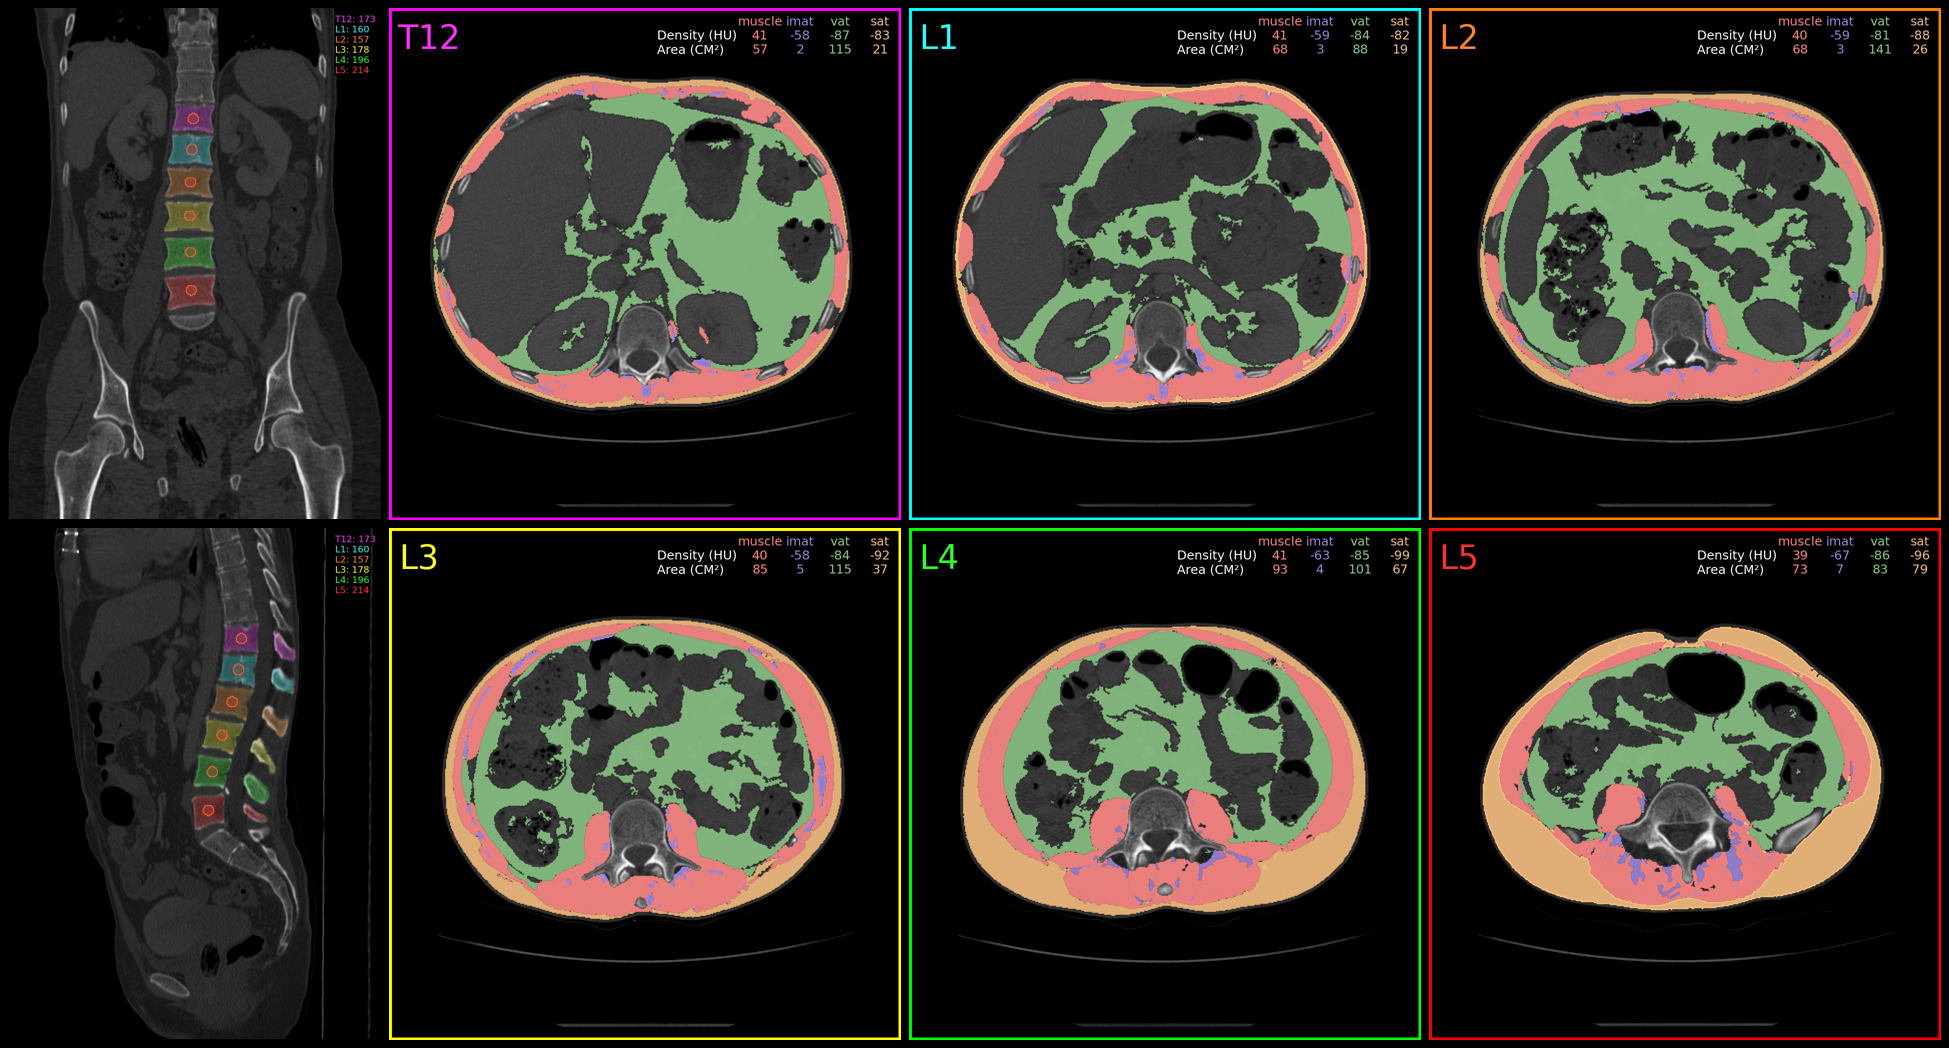 T12: 173
L1: 160
L2: 157
L3: 178
L4: 196
L5: 214
T12
muscle imat vat sat
Density (HU) 41 -58 -87 -83
Area (CM²) 57 2 115 21
L1
muscle imat vat sat
Density (HU) 41 -59 -84 -82
Area (CM²) 68 3 88 19
L2
muscle imat vat sat
Density (HU) 40 -59 -81 -88
Area (CM²) 68 3 141 26
T12: 173
L1: 160
L2: 157
L3: 178
L4: 196
L5: 214
L3
muscle imat vat sat
Density (HU) 40 -58 -84 -92
Area (CM²) 85 5 115 37
L4
muscle imat vat sat
Density (HU) 41 -63 -85 -99
Area (CM²) 93 4 101 67
L5
muscle imat vat sat
Density (HU) 39 -67 -86 -96
Area (CM²) 73 7 83 79